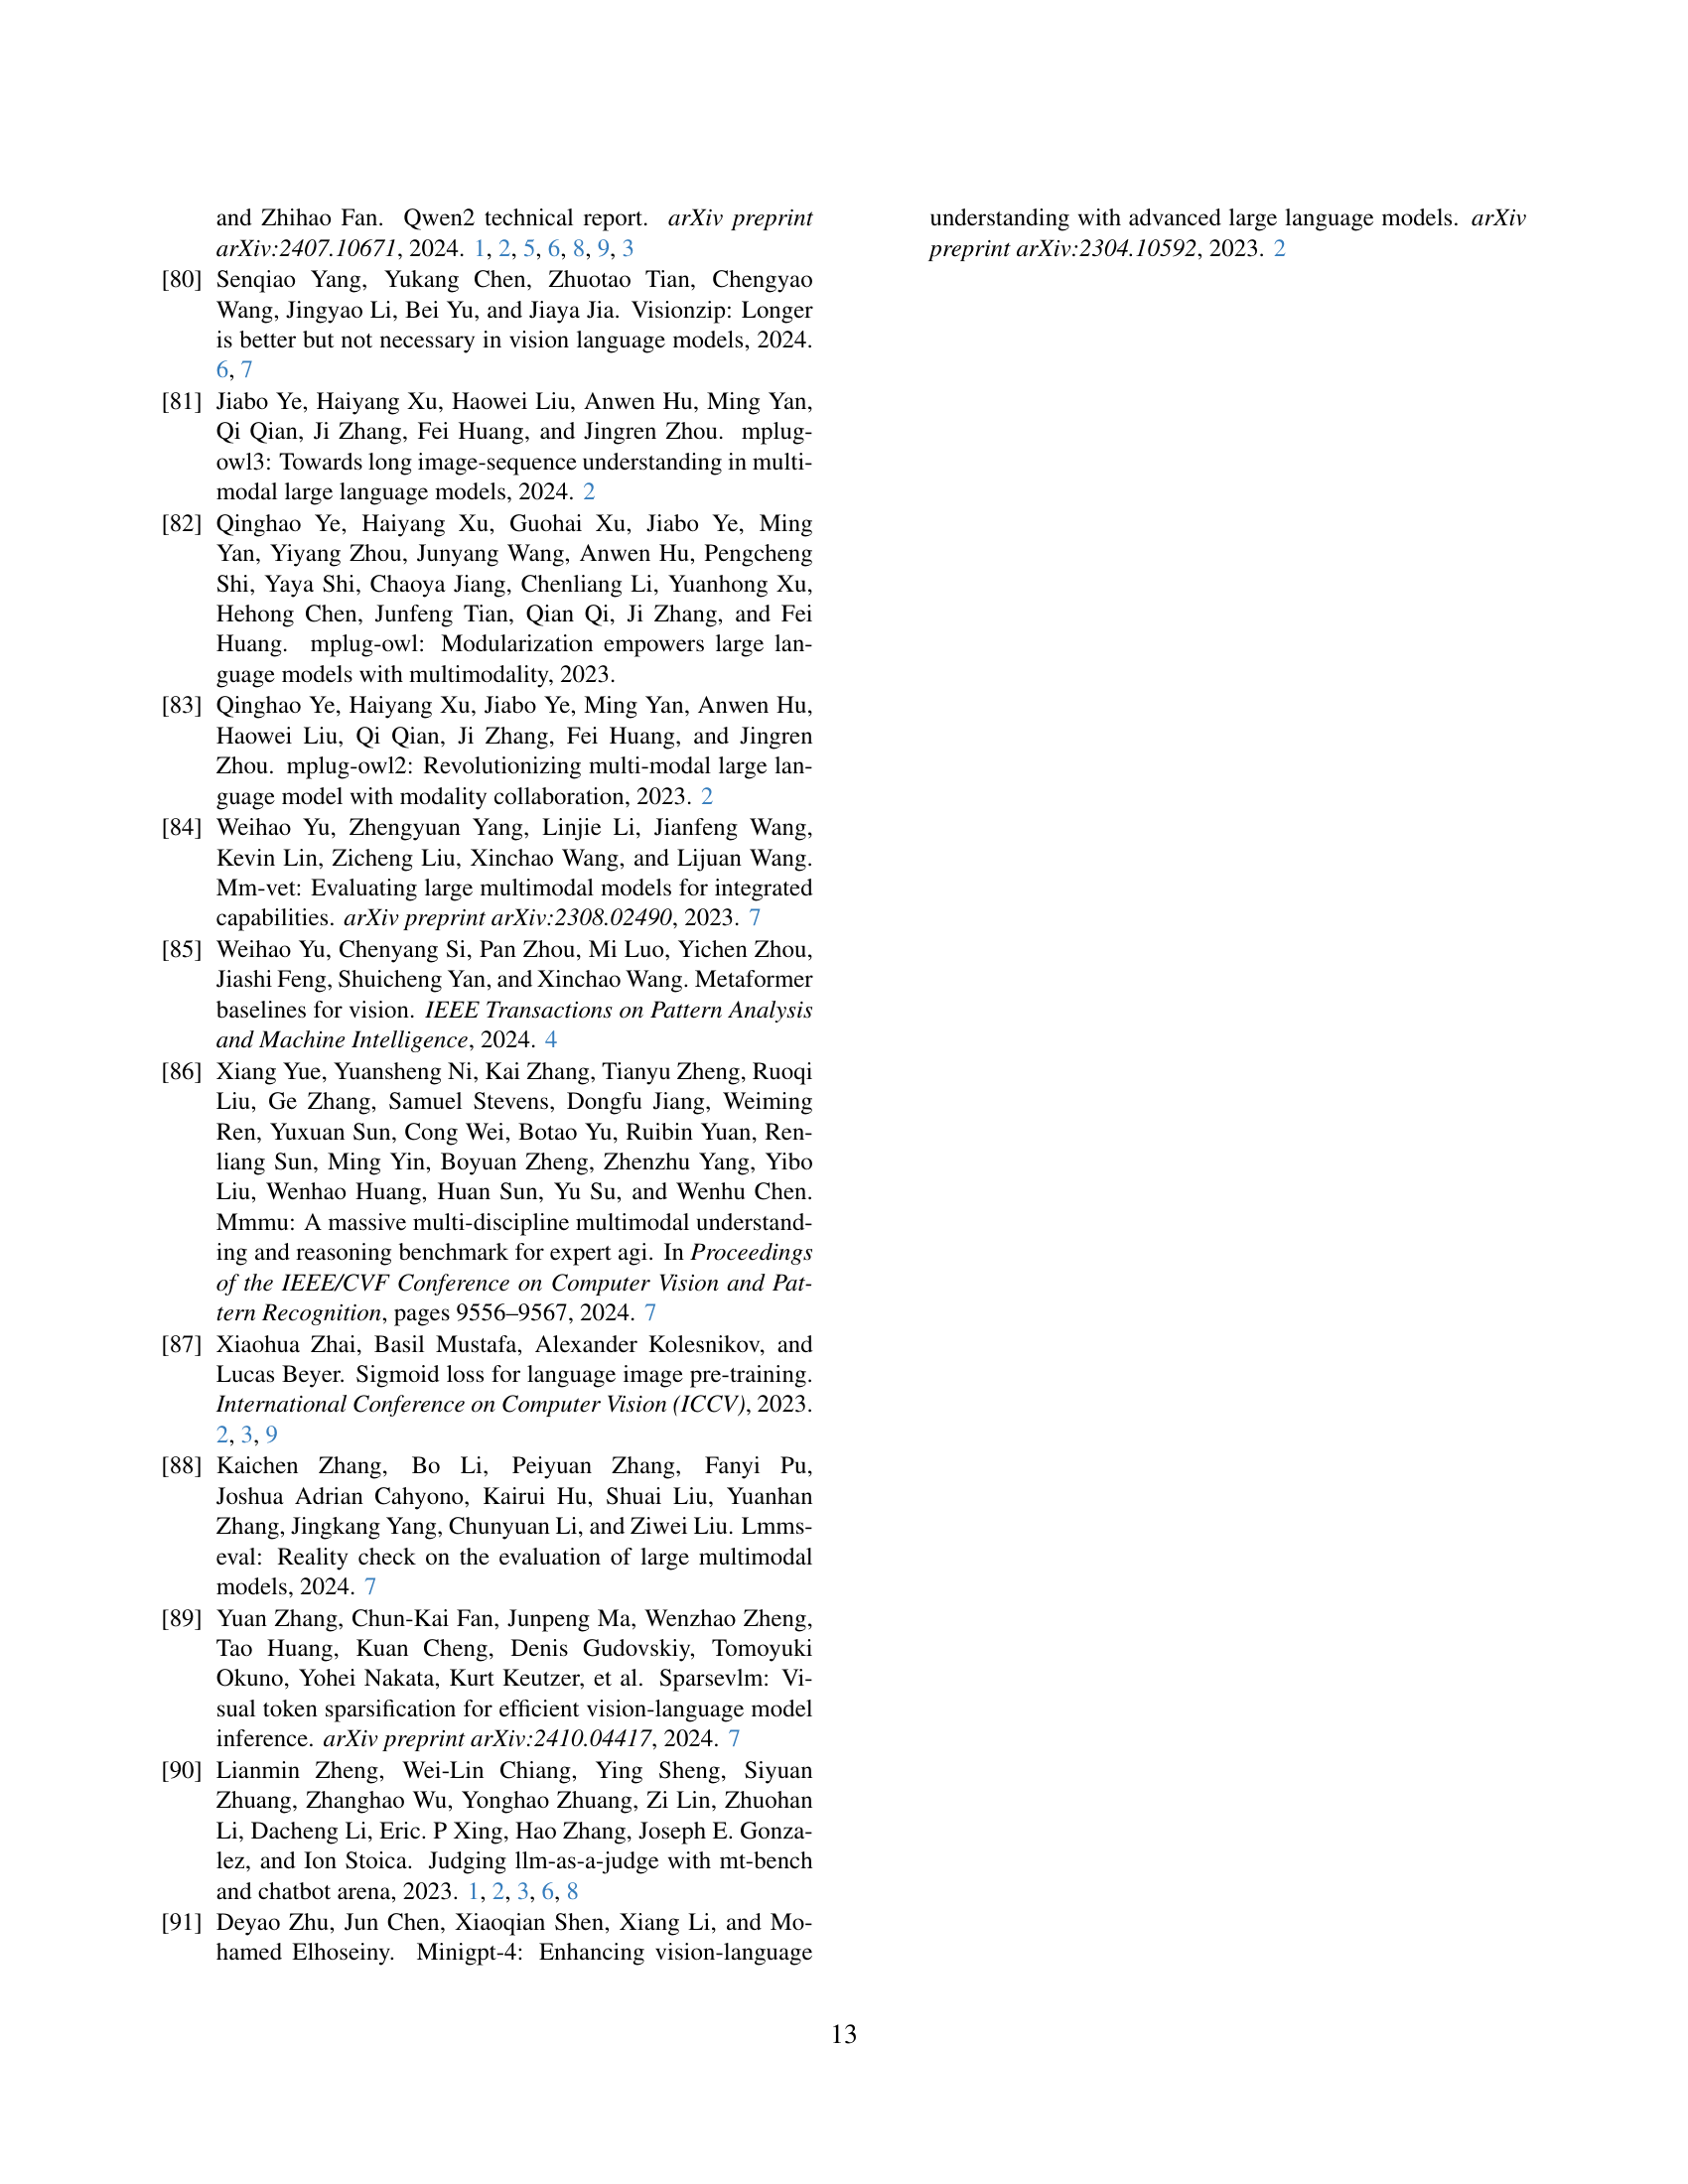 and Zhihao Fan. Qwen2 technical report. arXiv preprint
arXiv:2407.10671, 2024. 1, 2, 5, 6, 8, 9, 3
[80] Senqiao Yang, Yukang Chen, Zhuotao Tian, Chengyao
Wang, Jingyao Li, Bei Yu, and Jiaya Jia. Visionzip: Longer
is better but not necessary in vision language models, 2024.
6, 7
[81] Jiabo Ye, Haiyang Xu, Haowei Liu, Anwen Hu, Ming Yan,
Qi Qian, Ji Zhang, Fei Huang, and Jingren Zhou. mplug-
owl3: Towards long image-sequence understanding in multi-
modal large language models, 2024. 2
[82] Qinghao Ye, Haiyang Xu, Guohai Xu, Jiabo Ye, Ming
Yan, Yiyang Zhou, Junyang Wang, Anwen Hu, Pengcheng
Shi, Yaya Shi, Chaoya Jiang, Chenliang Li, Yuanhong Xu,
Hehong Chen, Junfeng Tian, Qian Qi, Ji Zhang, and Fei
Huang. mplug-owl: Modularization empowers large lan-
guage models with multimodality, 2023.
[83] Qinghao Ye, Haiyang Xu, Jiabo Ye, Ming Yan, Anwen Hu,
Haowei Liu, Qi Qian, Ji Zhang, Fei Huang, and Jingren
Zhou. mplug-owl2: Revolutionizing multi-modal large lan-
guage model with modality collaboration, 2023. 2
[84] Weihao Yu, Zhengyuan Yang, Linjie Li, Jianfeng Wang,
Kevin Lin, Zicheng Liu, Xinchao Wang, and Lijuan Wang.
Mm-vet: Evaluating large multimodal models for integrated
capabilities. arXiv preprint arXiv:2308.02490, 2023. 7
[85] Weihao Yu, Chenyang Si, Pan Zhou, Mi Luo, Yichen Zhou,
Jiashi Feng, Shuicheng Yan, and Xinchao Wang. Metaformer
baselines for vision. IEEE Transactions on Pattern Analysis
and Machine Intelligence, 2024. 4
[86] Xiang Yue, Yuansheng Ni, Kai Zhang, Tianyu Zheng, Ruoqi
Liu, Ge Zhang, Samuel Stevens, Dongfu Jiang, Weiming
Ren, Yuxuan Sun, Cong Wei, Botao Yu, Ruibin Yuan, Ren-
liang Sun, Ming Yin, Boyuan Zheng, Zhenzhu Yang, Yibo
Liu, Wenhao Huang, Huan Sun, Yu Su, and Wenhu Chen.
Mmmu: A massive multi-discipline multimodal understand-
ing and reasoning benchmark for expert agi. In Proceedings
of the IEEE/CVF Conference on Computer Vision and Pat-
tern Recognition, pages 9556–9567, 2024. 7
[87] Xiaohua Zhai, Basil Mustafa, Alexander Kolesnikov, and
Lucas Beyer. Sigmoid loss for language image pre-training.
International Conference on Computer Vision (ICCV), 2023.
2, 3, 9
[88] Kaichen Zhang, Bo Li, Peiyuan Zhang, Fanyi Pu,
Joshua Adrian Cahyono, Kairui Hu, Shuai Liu, Yuanhan
Zhang, Jingkang Yang, Chunyuan Li, and Ziwei Liu. Lmms-
eval: Reality check on the evaluation of large multimodal
models, 2024. 7
[89] Yuan Zhang, Chun-Kai Fan, Junpeng Ma, Wenzhao Zheng,
Tao Huang, Kuan Cheng, Denis Gudovskiy, Tomoyuki
Okuno, Yohei Nakata, Kurt Keutzer, et al. Sparsevlm: Vi-
sual token sparsification for efficient vision-language model
inference. arXiv preprint arXiv:2410.04417, 2024. 7
[90] Lianmin Zheng, Wei-Lin Chiang, Ying Sheng, Siyuan
Zhuang, Zhanghao Wu, Yonghao Zhuang, Zi Lin, Zhuohan
Li, Dacheng Li, Eric. P Xing, Hao Zhang, Joseph E. Gonza-
lez, and Ion Stoica. Judging llm-as-a-judge with mt-bench
and chatbot arena, 2023. 1, 2, 3, 6, 8
[91] Deyao Zhu, Jun Chen, Xiaoqian Shen, Xiang Li, and Mo-
hamed Elhoseiny. Minigpt-4: Enhancing vision-language
understanding with advanced large language models. arXiv
preprint arXiv:2304.10592, 2023. 2
13